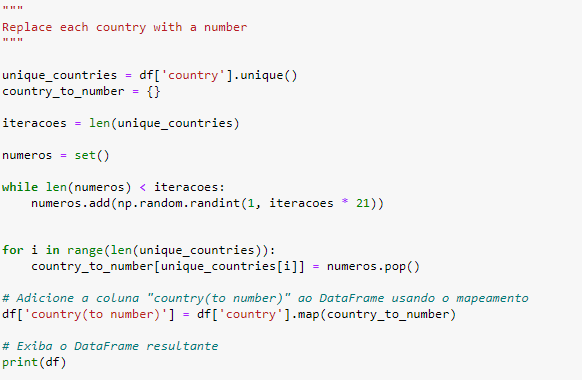 """
Replace each country with a number
"""
unique_countries = df['country'].unique()
country_to_number = {}
iteracoes = len(unique_countries)
numeros = set()
while len(numeros) < iteracoes:
    numeros.add(np.random.randint(1, iteracoes * 21))
for i in range(len(unique_countries)):
    country_to_number[unique_countries[i]] = numeros.pop()
# Adicione a coluna "country(to number)" ao DataFrame usando o mapeamento
df['country(to number)'] = df['country'].map(country_to_number)
# Exiba o DataFrame resultante
print(df)